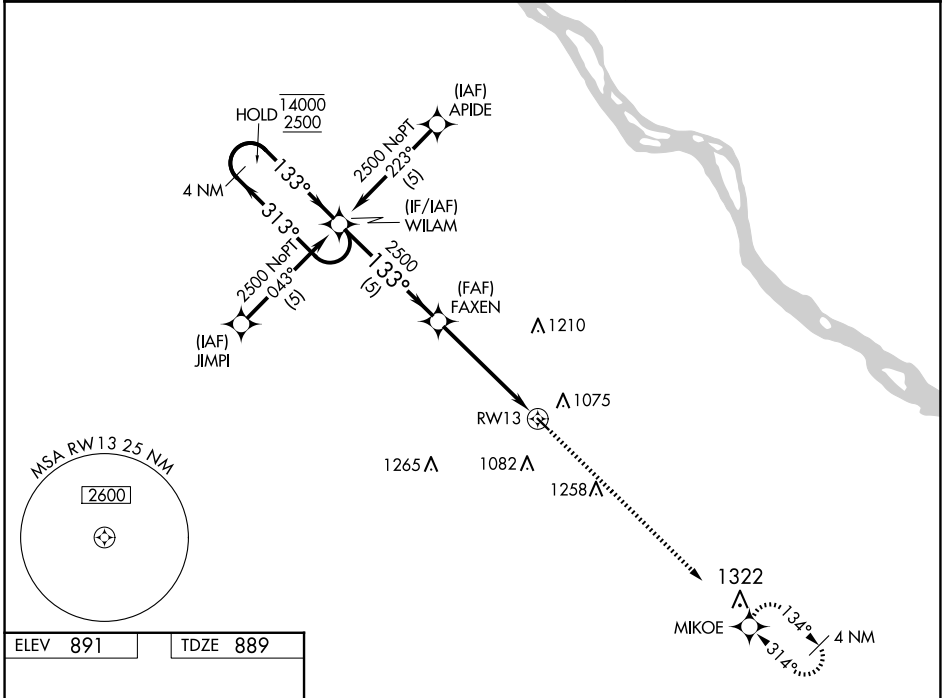 (IAF)
APIDE
HOLD 14000
2500
2500 NoPT
223°
(5)
133°
4 NM
313°
(IF/IAF)
WILAM
2500 NoPT
043°
(5)
2500
133°
(5)
(FAF)
FAXEN
(IAF)
JIMPI
1210
1075
RW13
1265
1082
1258
MSA RW13 25 NM
2600
1322
MIKOE
134°
4 NM
314°
ELEV 891
TDZE 889